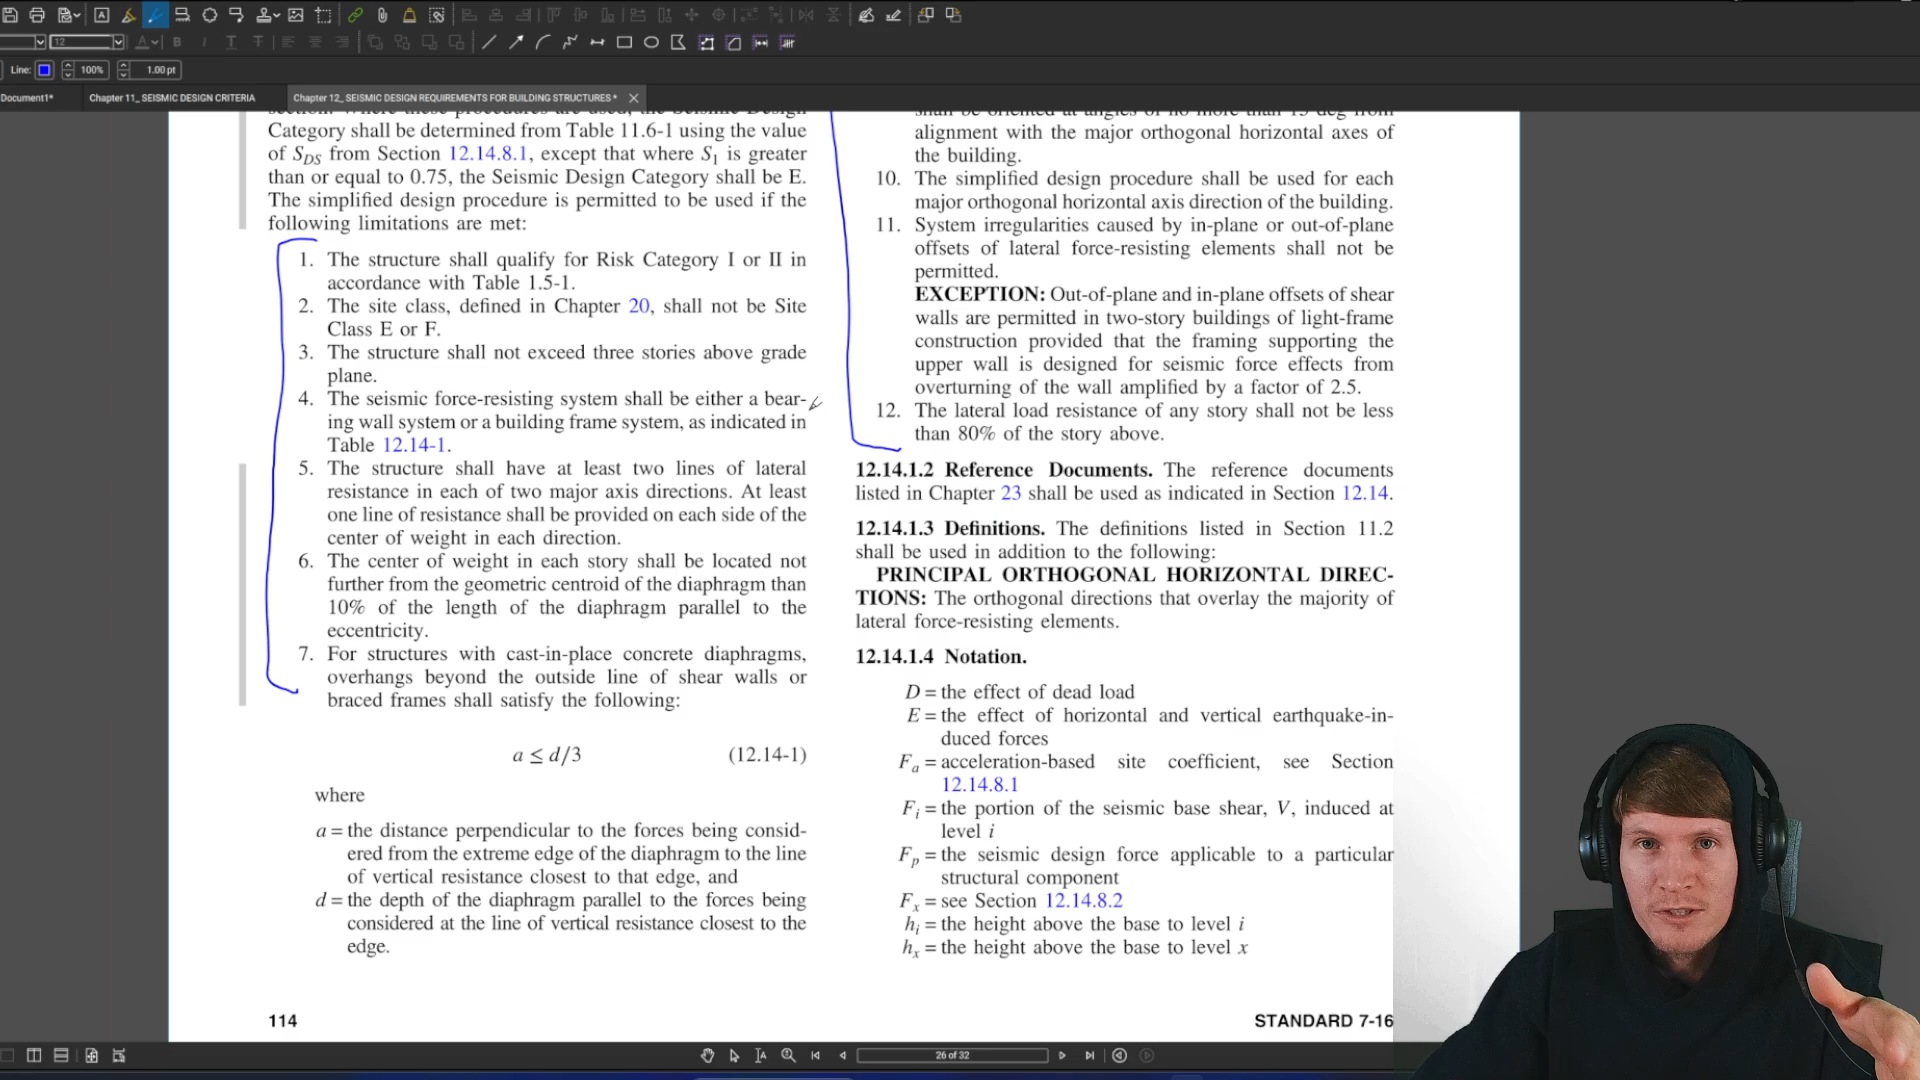 12
Line:
100%
1.00 pt
Document1*
Chapter 11_ SEISMIC DESIGN CRITERIA
Chapter 12_ SEISMIC DESIGN REQUIREMENTS FOR BUILDING STRUCTURES *
section. Where these procedures are used, the Seismic Design
Category shall be determined from Table 11.6-1 using the value
of SDS from Section 12.14.8.1, except that where S1 is greater
than or equal to 0.75, the Seismic Design Category shall be E.
The simplified design procedure is permitted to be used if the
following limitations are met:
1. The structure shall qualify for Risk Category I or II in
accordance with Table 1.5-1.
2. The site class, defined in Chapter 20, shall not be Site
Class E or F.
3. The structure shall not exceed three stories above grade
plane.
4. The seismic force-resisting system shall be either a bear-
ing wall system or a building frame system, as indicated in
Table 12.14-1.
5. The structure shall have at least two lines of lateral
resistance in each of two major axis directions. At least
one line of resistance shall be provided on each side of the
center of weight in each direction.
6. The center of weight in each story shall be located not
further from the geometric centroid of the diaphragm than
10% of the length of the diaphragm parallel to the
eccentricity.
7. For structures with cast-in-place concrete diaphragms,
overhangs beyond the outside line of shear walls or
braced frames shall satisfy the following:
a ≤ d/3 (12.14-1)
where
a = the distance perpendicular to the forces being consid-
ered from the extreme edge of the diaphragm to the line
of vertical resistance closest to that edge, and
d = the depth of the diaphragm parallel to the forces being
considered at the line of vertical resistance closest to the
edge.
114
shall be oriented at angles of no more than 15 deg from
alignment with the major orthogonal horizontal axes of
the building.
10. The simplified design procedure shall be used for each
major orthogonal horizontal axis direction of the building.
11. System irregularities caused by in-plane or out-of-plane
offsets of lateral force-resisting elements shall not be
permitted.
EXCEPTION: Out-of-plane and in-plane offsets of shear
walls are permitted in two-story buildings of light-frame
construction provided that the framing supporting the
upper wall is designed for seismic force effects from
overturning of the wall amplified by a factor of 2.5.
12. The lateral load resistance of any story shall not be less
than 80% of the story above.
12.14.1.2 Reference Documents. The reference documents
listed in Chapter 23 shall be used as indicated in Section 12.14.
12.14.1.3 Definitions. The definitions listed in Section 11.2
shall be used in addition to the following:
PRINCIPAL ORTHOGONAL HORIZONTAL DIREC-
TIONS: The orthogonal directions that overlay the majority of
lateral force-resisting elements.
12.14.1.4 Notation.
D = the effect of dead load
E = the effect of horizontal and vertical earthquake-in-
duced forces
Fa = acceleration-based site coefficient, see Section
12.14.8.1
Fi = the portion of the seismic base shear, V, induced at
level i
Fp = the seismic design force applicable to a particular
structural component
Fx = see Section 12.14.8.2
hi = the height above the base to level i
hx = the height above the base to level x
STANDARD 7-16
26 of 32